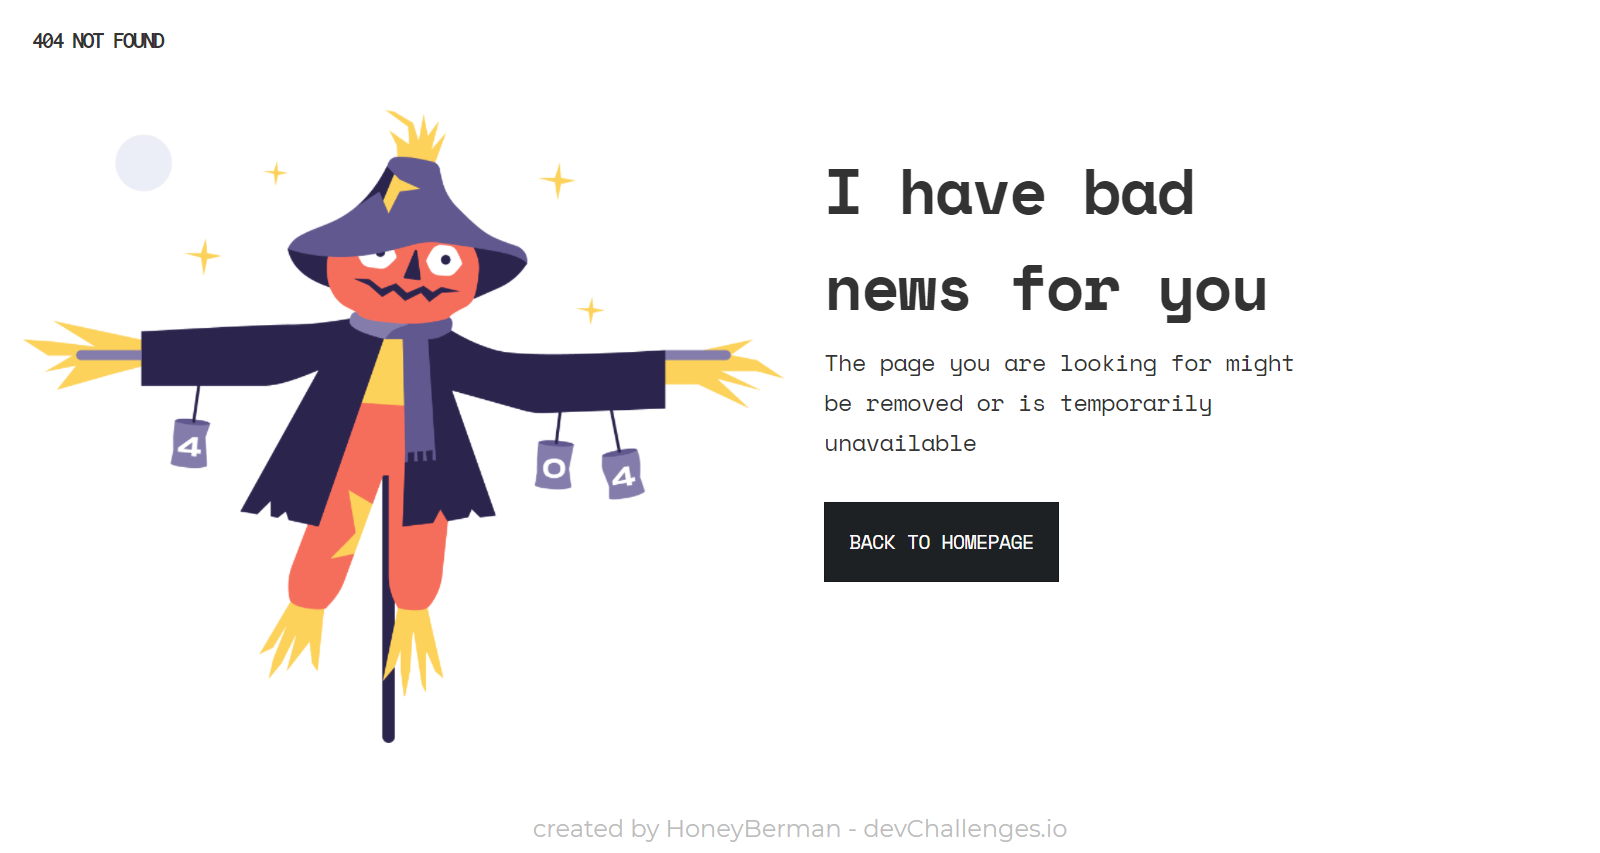 404 NOT FOUND
I have bad
news for you
The page you are looking for might
be removed or is temporarily
unavailable
BACK TO HOMEPAGE
4
0
4
created by HoneyBerman - devChallenges.io